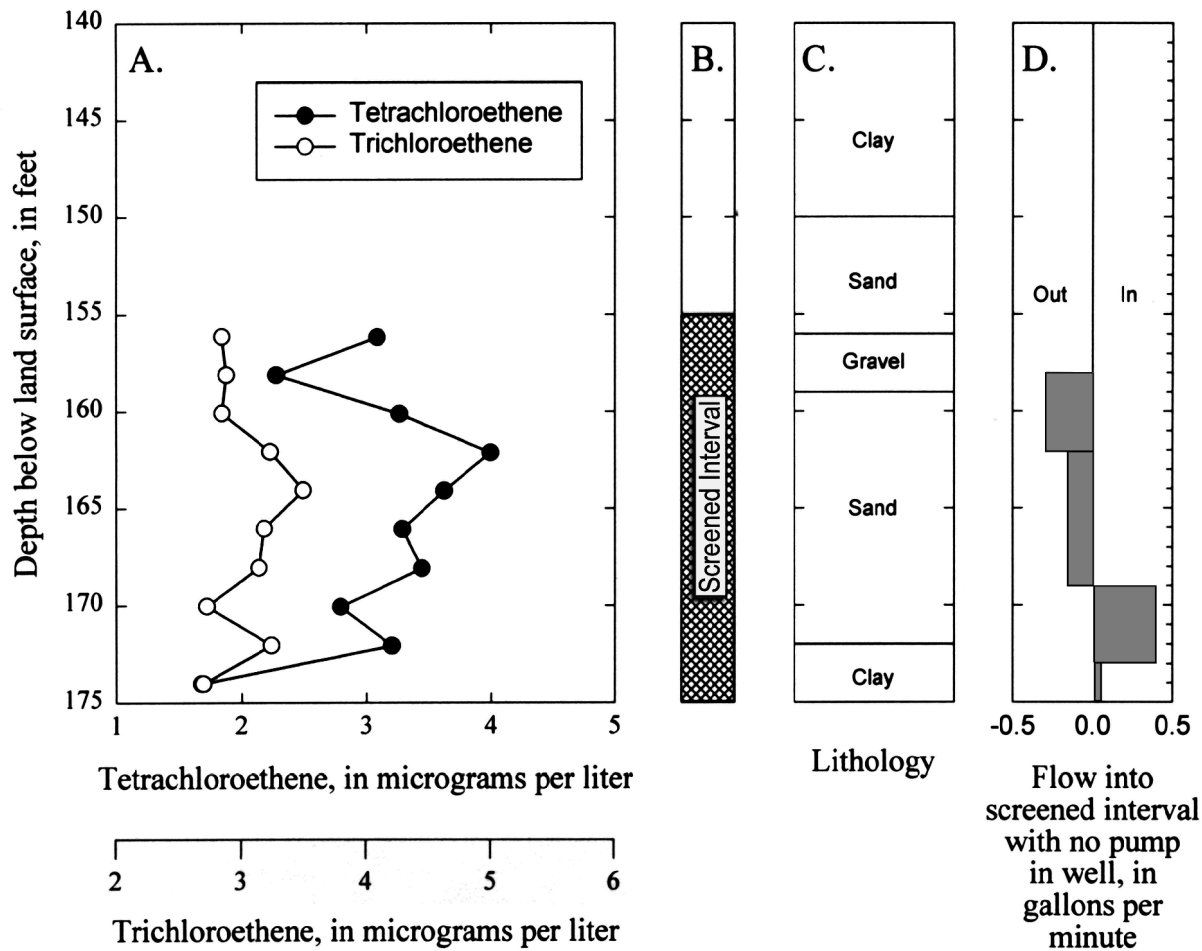 A.
B.
C.
D.
Tetrachloroethene
Trichloroethene
Depth below land surface, in feet
140
145
150
155
160
165
170
175
1 2 3 4 5
Tetrachloroethene, in micrograms per liter
2 3 4 5 6
Trichloroethene, in micrograms per liter
Screened Interval
Clay
Sand
Gravel
Sand
Clay
Lithology
Out In
-0.5 0.0 0.5
Flow into
screened interval
with no pump
in well, in
gallons per
minute